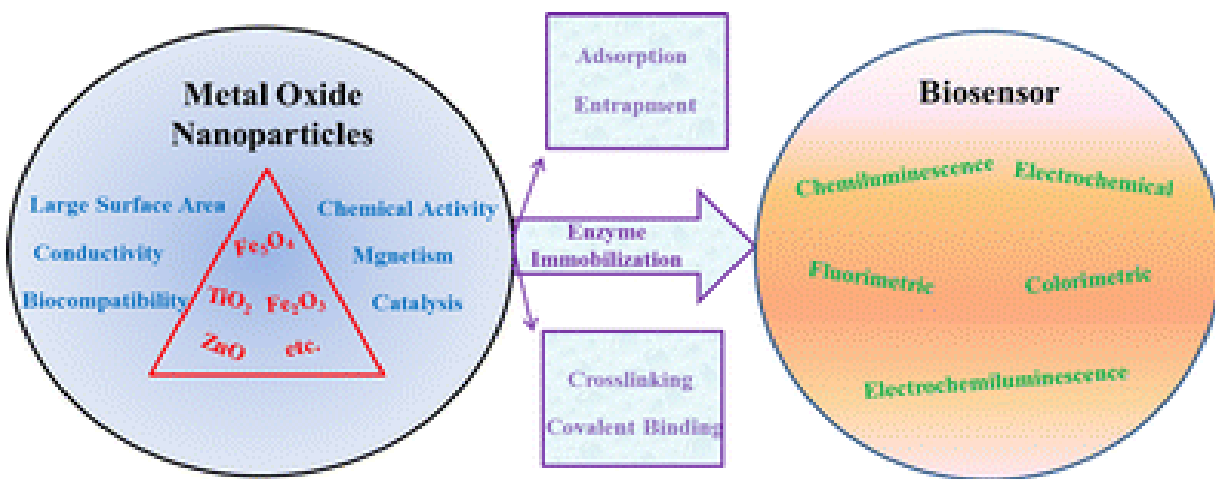 Metal Oxide
Nanoparticles
Large Surface Area
Conductivity
Biocompatibility
Fe₃O₄
TiO₂ Fe₂O₃
ZnO etc.
Chemical Activity
Mgnetism
Catalysis
Adsorption
Entrapment
Enzyme
Immobilization
Crosslinking
Covalent Binding
Biosensor
Chemiluminescence Electrochemical
Fluorimetric Colorimetric
Electrochemiluminescence